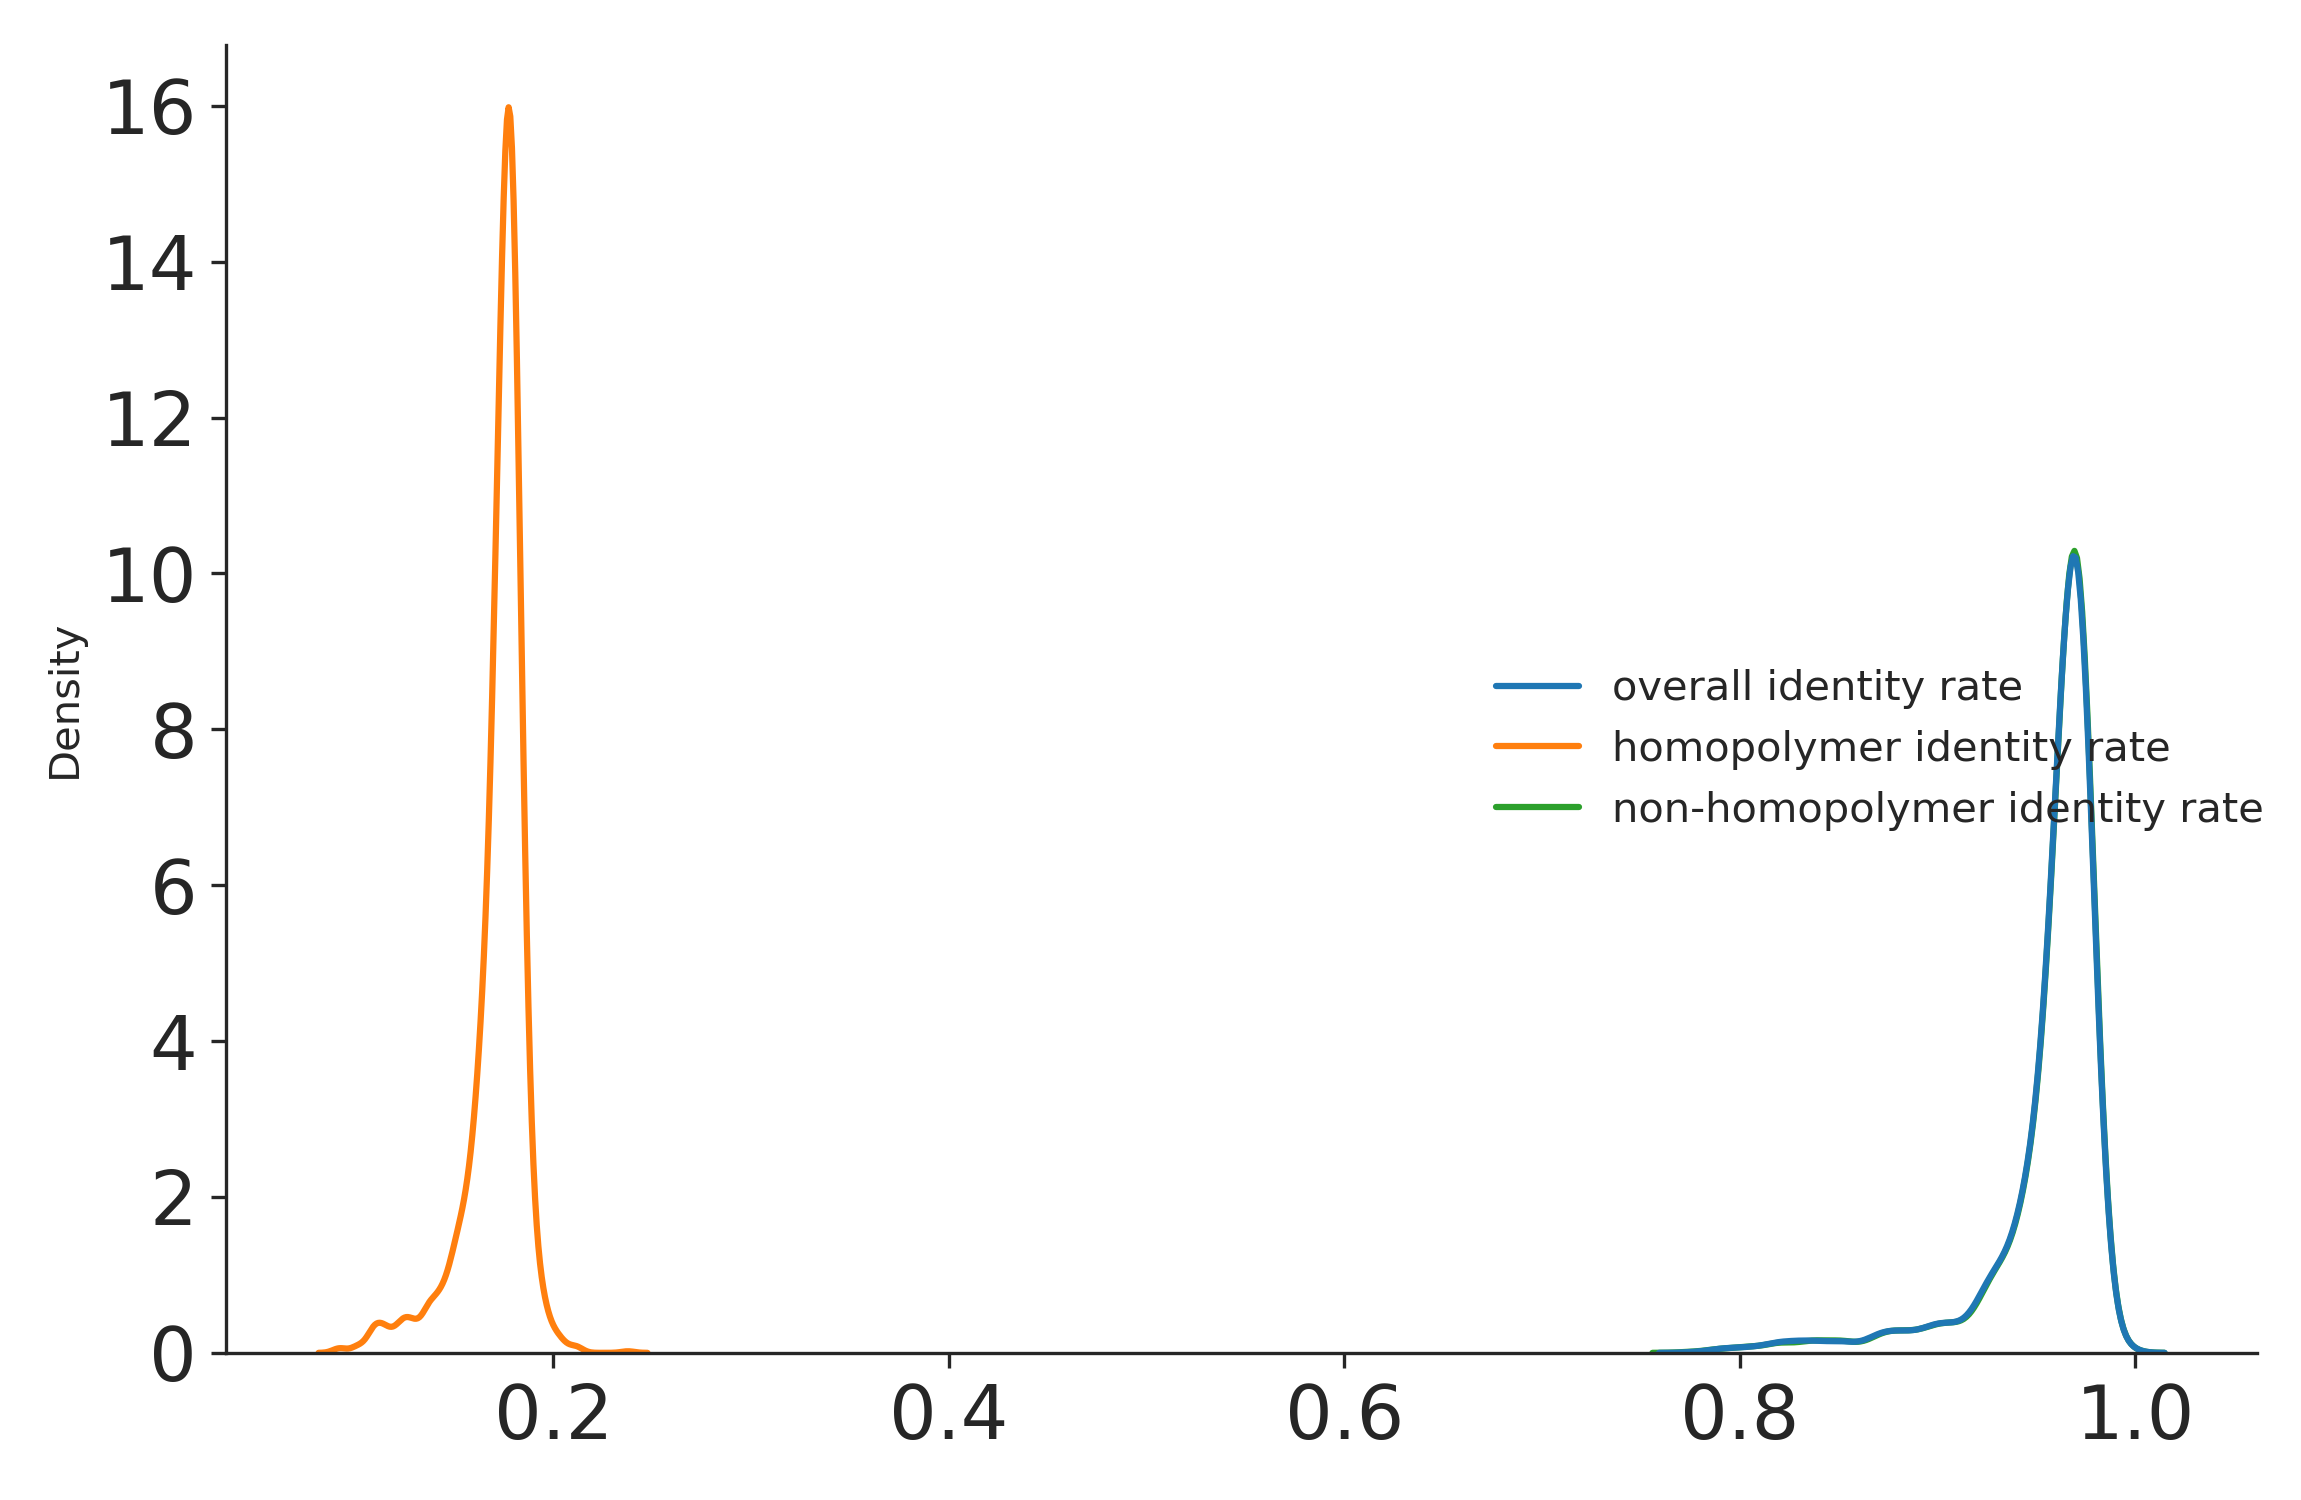 16
14
12
10
8
6
4
2
0
Density
overall identity rate
homopolymer identity rate
non-homopolymer identity rate
0.2 0.4 0.6 0.8 1.0